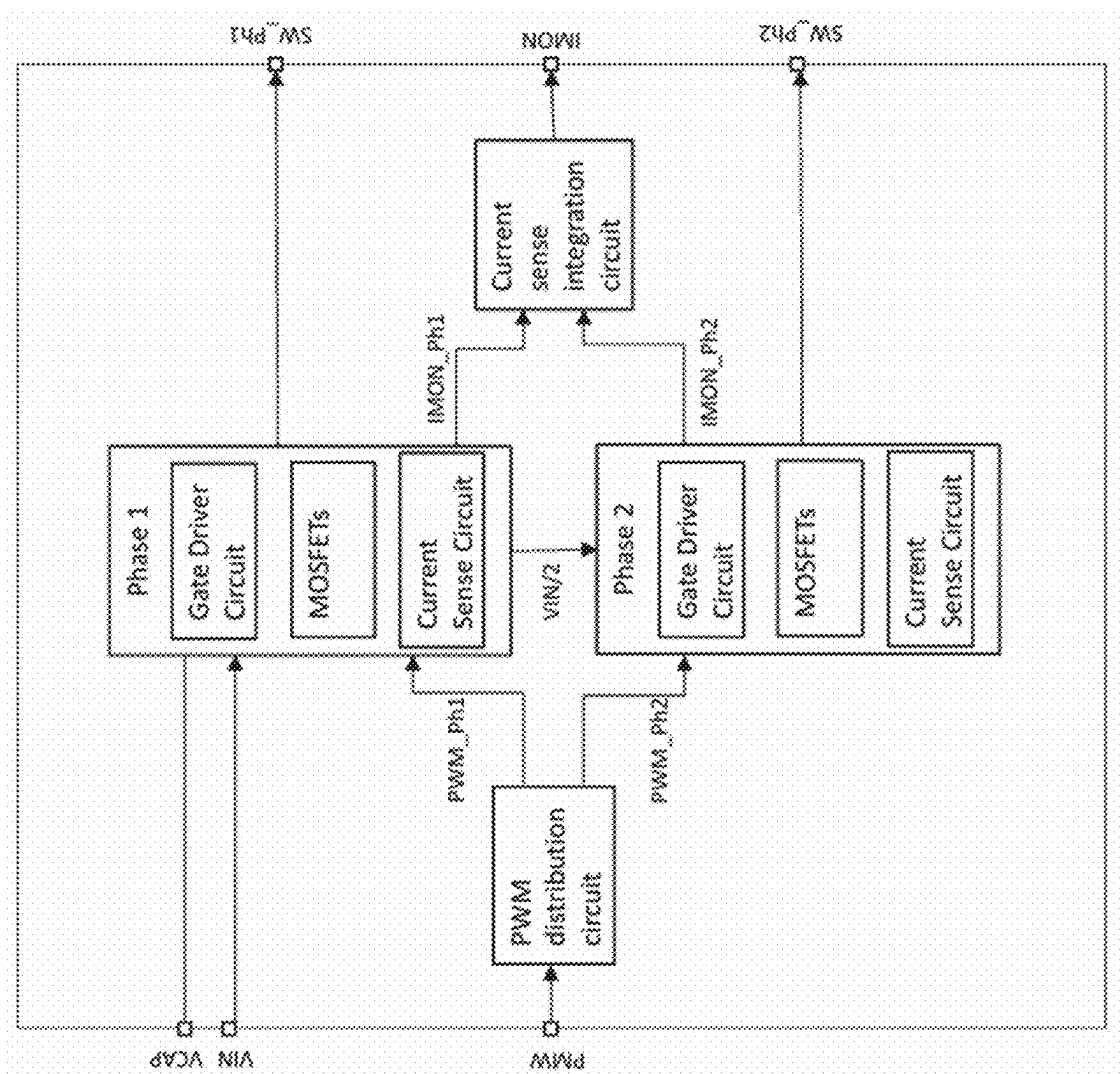 SW_Ph1
IMON
SW_Ph2
Phase 1
Gate Driver
Circuit
MOSFETs
Current
Sense Circuit
IMON_Ph1
Current
sense
integration
circuit
IMON_Ph2
VIN/2
Phase 2
Gate Driver
Circuit
MOSFETs
Current
Sense Circuit
PWM_Ph1
PWM_Ph2
PWM
distribution
circuit
VCAP
VIN
PMW